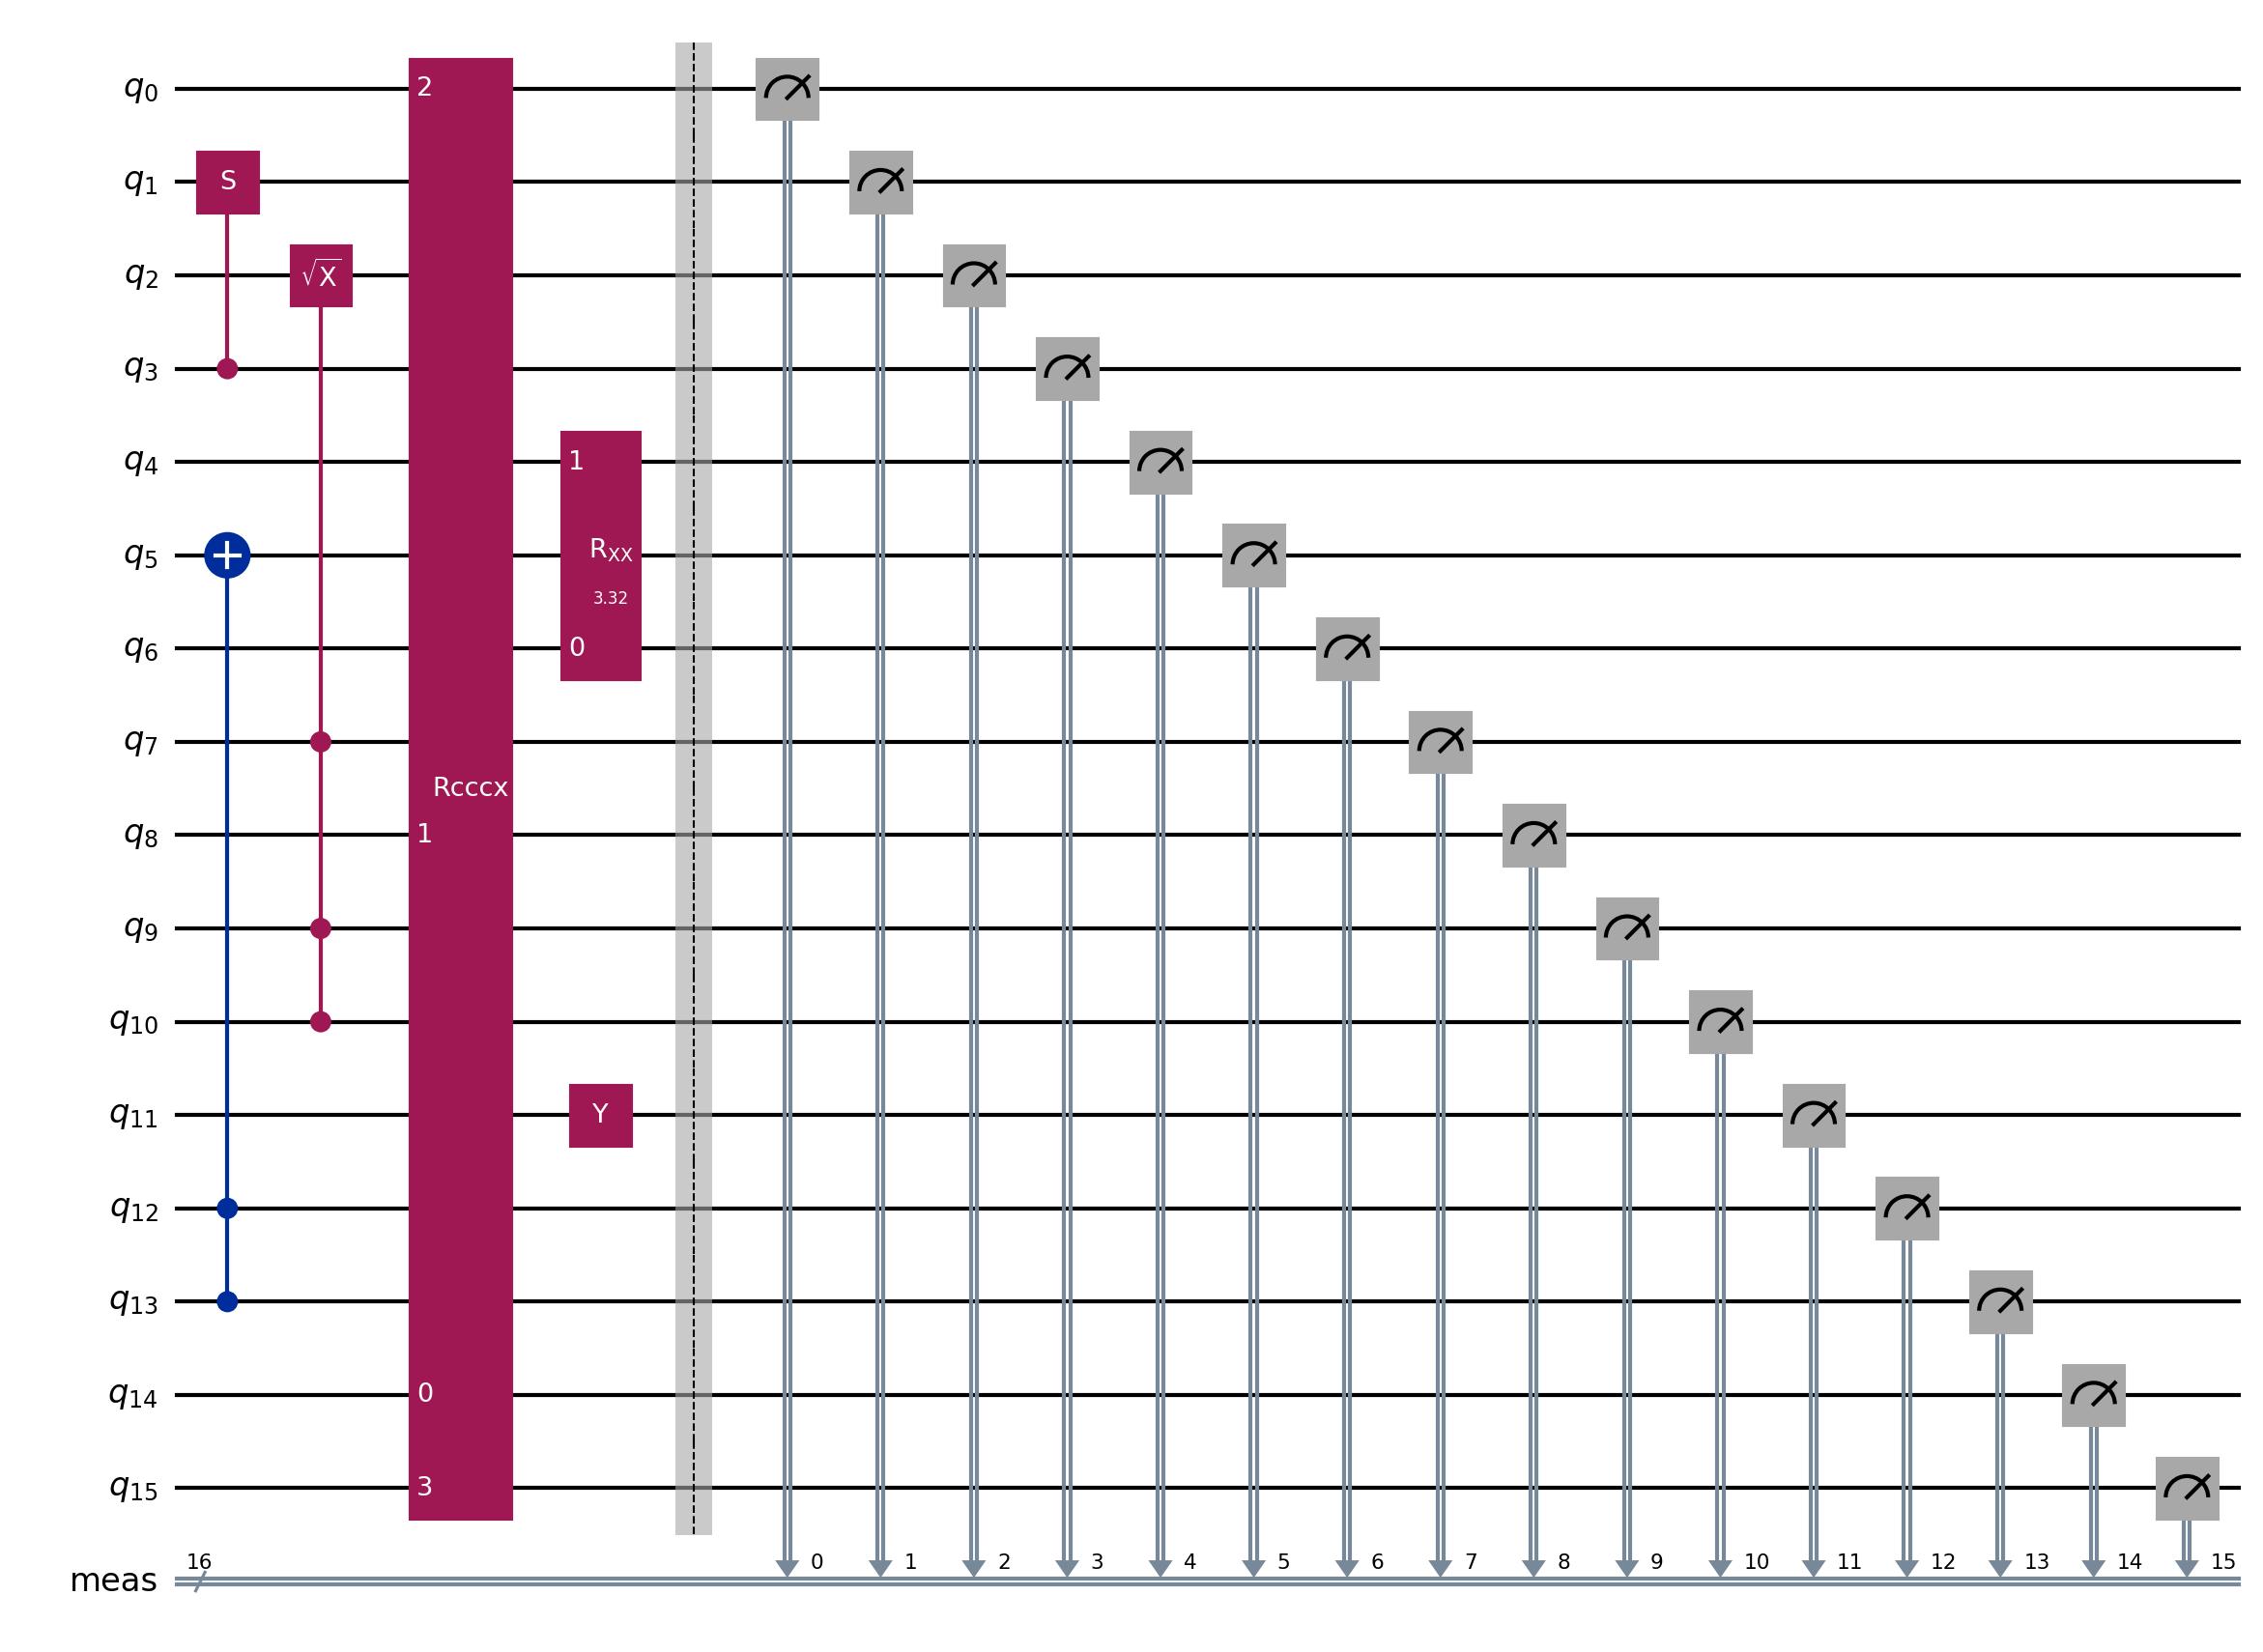 q0 2
q1 S
q2 √X
q3
q4 1
q5 RXX
3.32
q6 0
q7
Rcccx
q8 1
q9
q10
q11 Y
q12
q13
q14 0
q15 3
16 0 1 2 3 4 5 6 7 8 9 10 11 12 13 14 15
meas